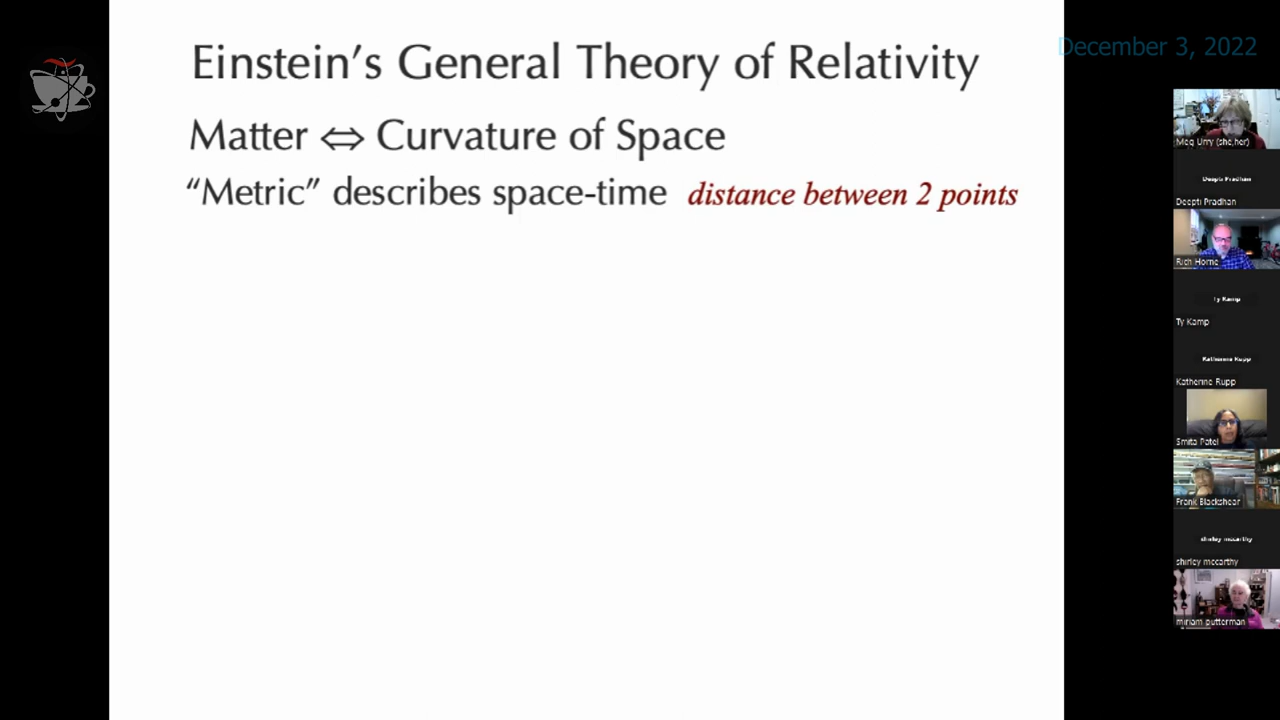 Einstein’s General Theory of Relativity
Matter ⇔ Curvature of Space
“Metric” describes space-time distance between 2 points
December 3, 2022
Meg Urry (she,her)
Deepti Pradhan
Deepti Pradhan
Rich Horne
Ty Kamp
Ty Kamp
Katherine Rupp
Katherine Rupp
Smita Patel
Frank Blackshear
shirley mccarthy
shirley mccarthy
miriam putterman